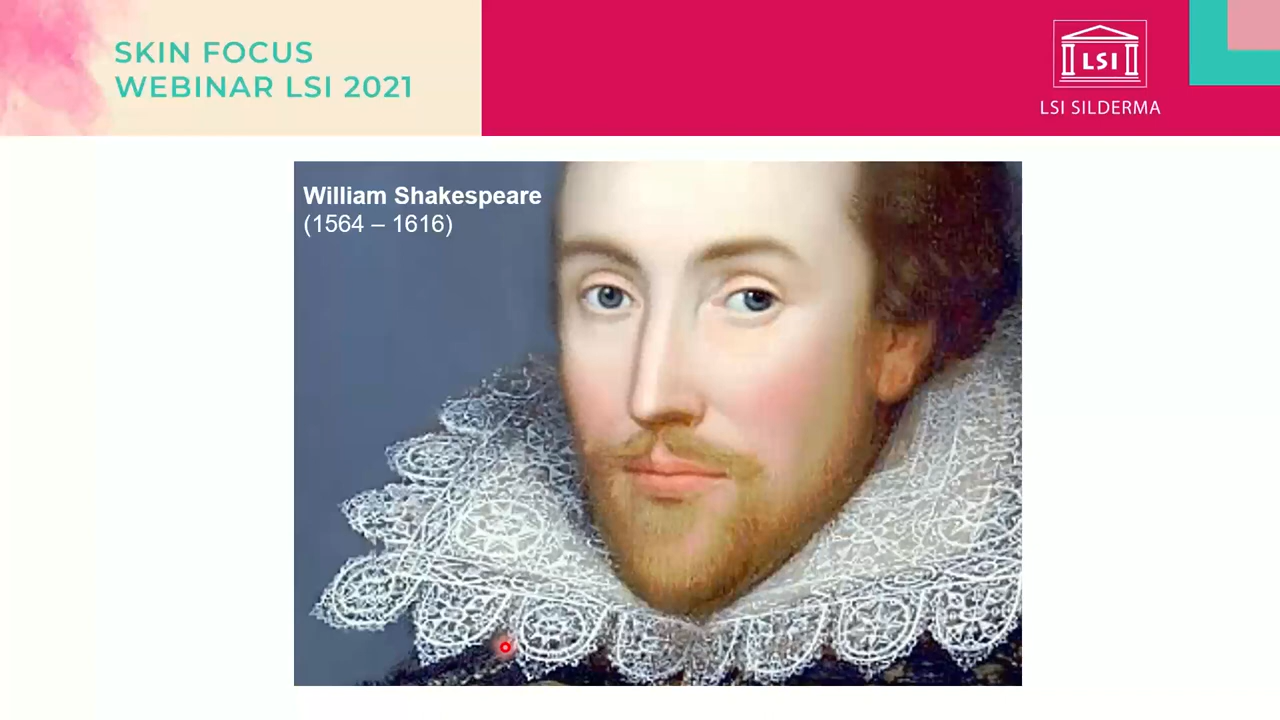 SKIN FOCUS
WEBINAR LSI 2021
LSI
LSI SILDERMA
William Shakespeare
(1564 – 1616)